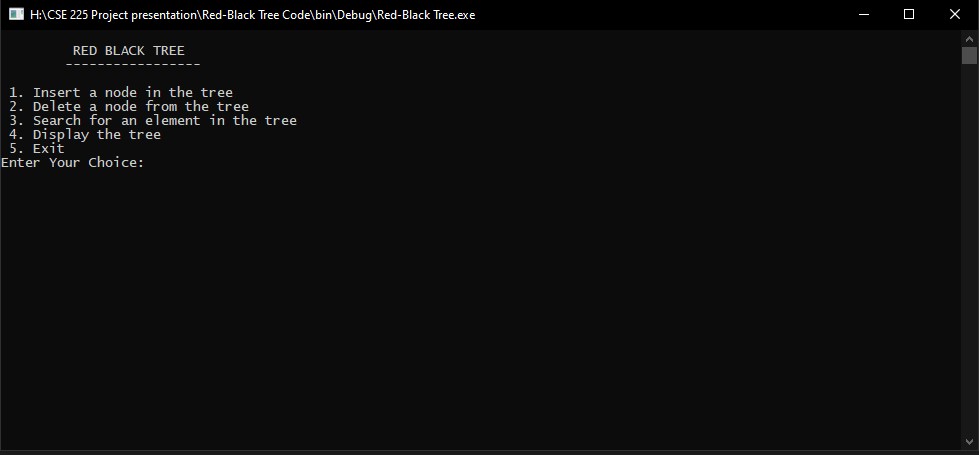 H:\CSE 225 Project presentation\Red-Black Tree Code\bin\Debug\Red-Black Tree.exe
RED BLACK TREE
-----------------
1. Insert a node in the tree
2. Delete a node from the tree
3. Search for an element in the tree
4. Display the tree
5. Exit
Enter Your Choice: